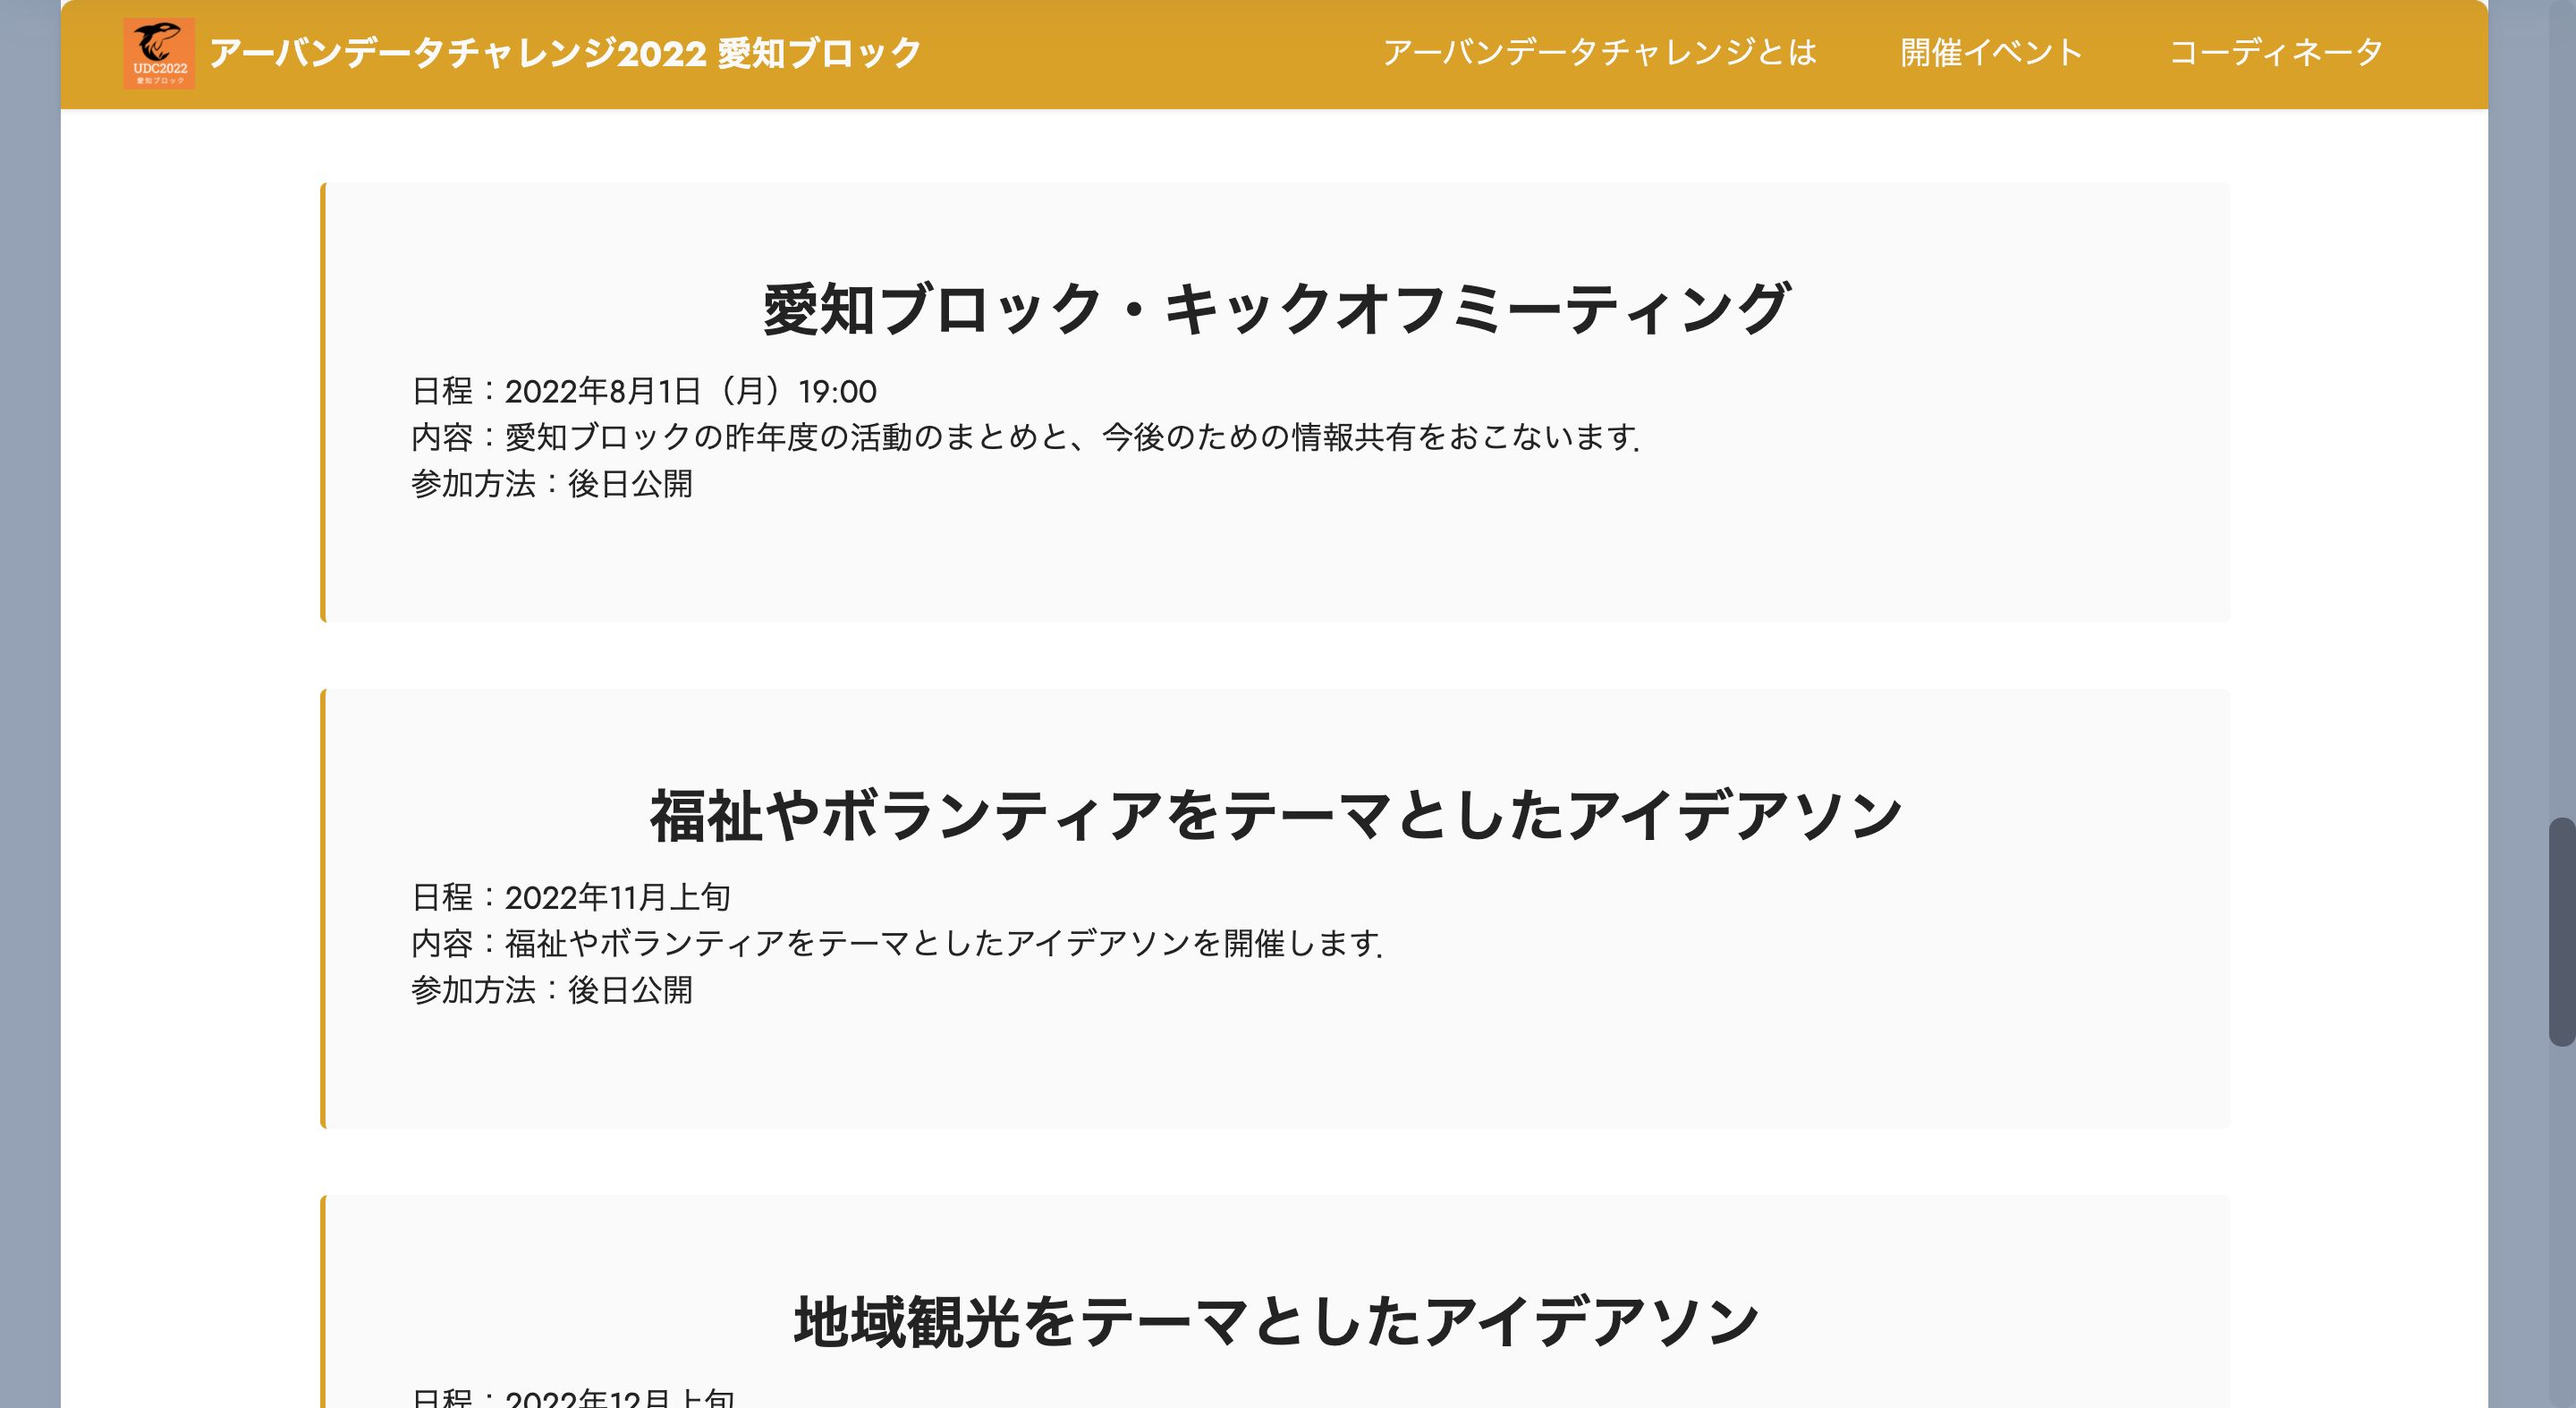 UDC2022
愛知ブロック
アーバンデータチャレンジ2022 愛知ブロック
アーバンデータチャレンジとは
開催イベント
コーディネータ
愛知ブロック・キックオフミーティング
日程：2022年8月1日（月）19:00
内容：愛知ブロックの昨年度の活動のまとめと、今後のための情報共有をおこないます.
参加方法：後日公開
福祉やボランティアをテーマとしたアイデアソン
日程：2022年11月上旬
内容：福祉やボランティアをテーマとしたアイデアソンを開催します.
参加方法：後日公開
地域観光をテーマとしたアイデアソン
日程：2022年12月上旬